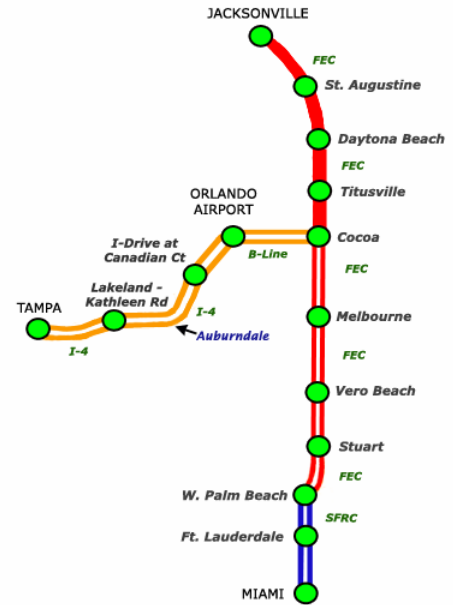 JACKSONVILLE
FEC
St. Augustine
Daytona Beach
FEC
Titusville
ORLANDO
AIRPORT
Cocoa
I-Drive at
Canadian Ct
B-Line
FEC
Lakeland -
Kathleen Rd
TAMPA
I-4
Melbourne
Auburndale
I-4
FEC
Vero Beach
Stuart
FEC
W. Palm Beach
SFRC
Ft. Lauderdale
MIAMI